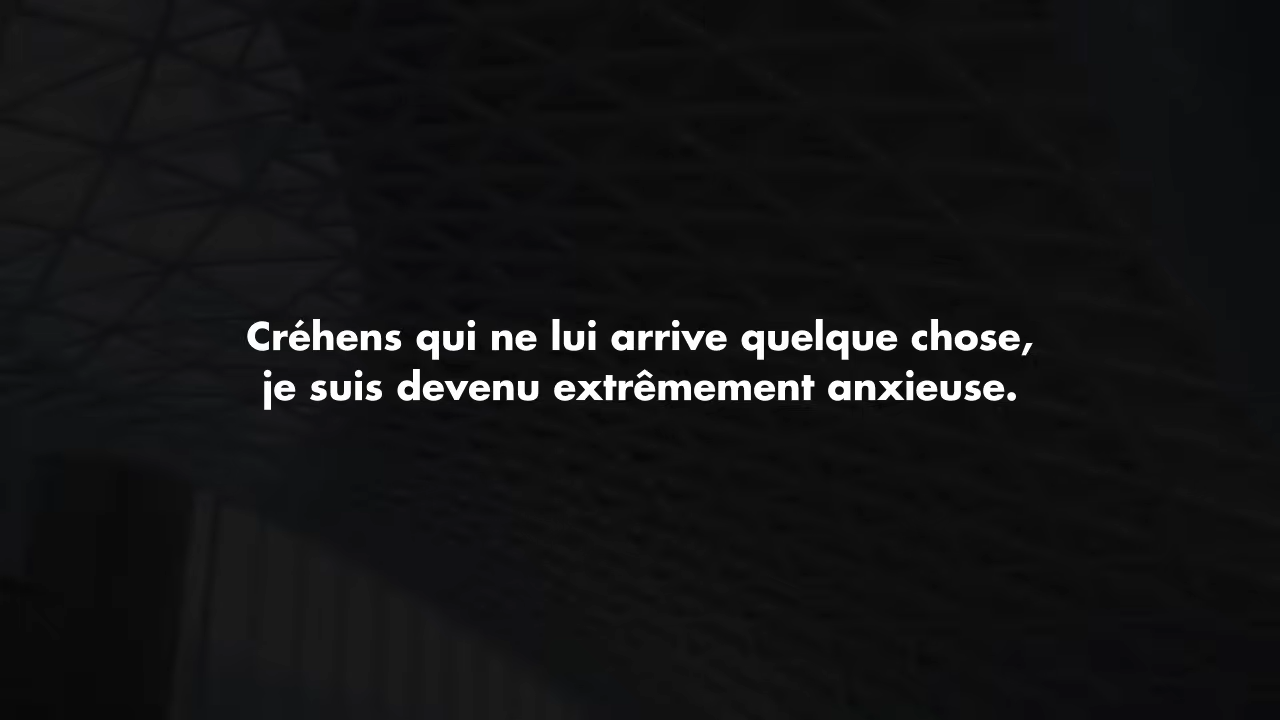 Créhens qui ne lui arrive quelque chose,
je suis devenu extrêmement anxieuse.